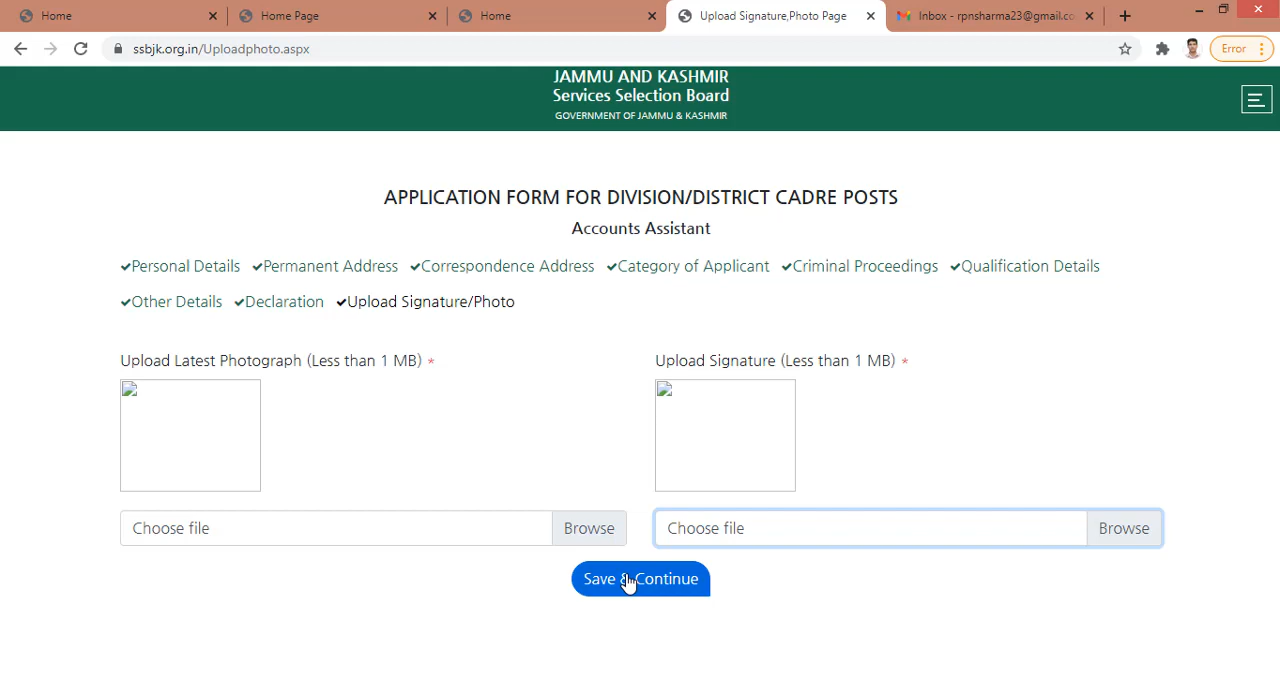 Home
Home Page
Home
Upload Signature,Photo Page
Inbox - rpnsharma23@gmail.co
ssbjk.org.in/Uploadphoto.aspx
Error
JAMMU AND KASHMIR
Services Selection Board
GOVERNMENT OF JAMMU & KASHMIR
APPLICATION FORM FOR DIVISION/DISTRICT CADRE POSTS
Accounts Assistant
Personal Details Permanent Address Correspondence Address Category of Applicant Criminal Proceedings Qualification Details
Other Details Declaration Upload Signature/Photo
Upload Latest Photograph (Less than 1 MB) *
Upload Signature (Less than 1 MB) *
Choose file Browse
Choose file Browse
Save & Continue